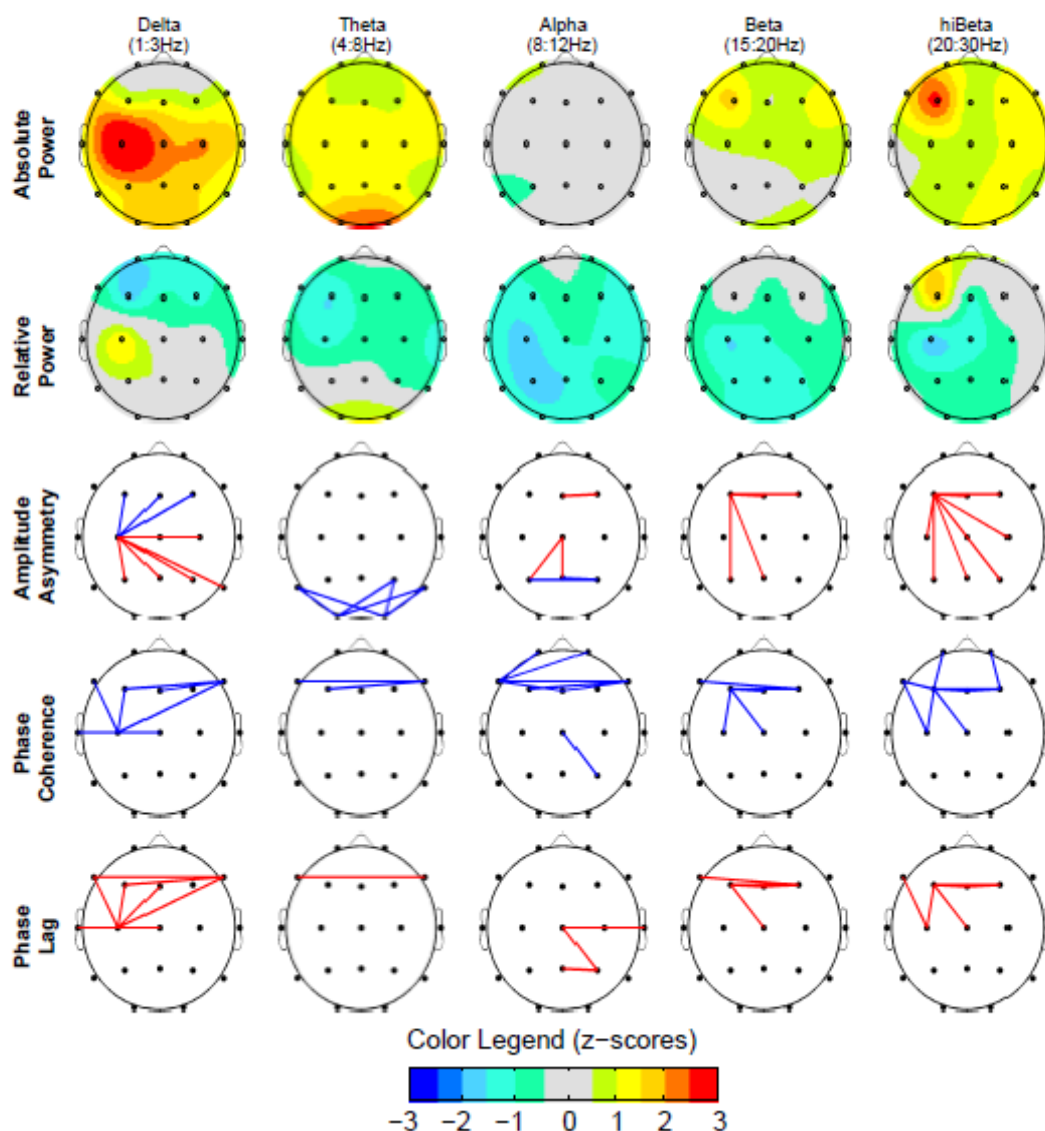 Delta
(1:3Hz)
Theta
(4:8Hz)
Alpha
(8:12Hz)
Beta
(15:20Hz)
hiBeta
(20:30Hz)
Absolute
Power
Relative
Power
Amplitude
Asymmetry
Phase
Coherence
Phase
Lag
Color Legend (z−scores)
−3 −2 −1 0 1 2 3